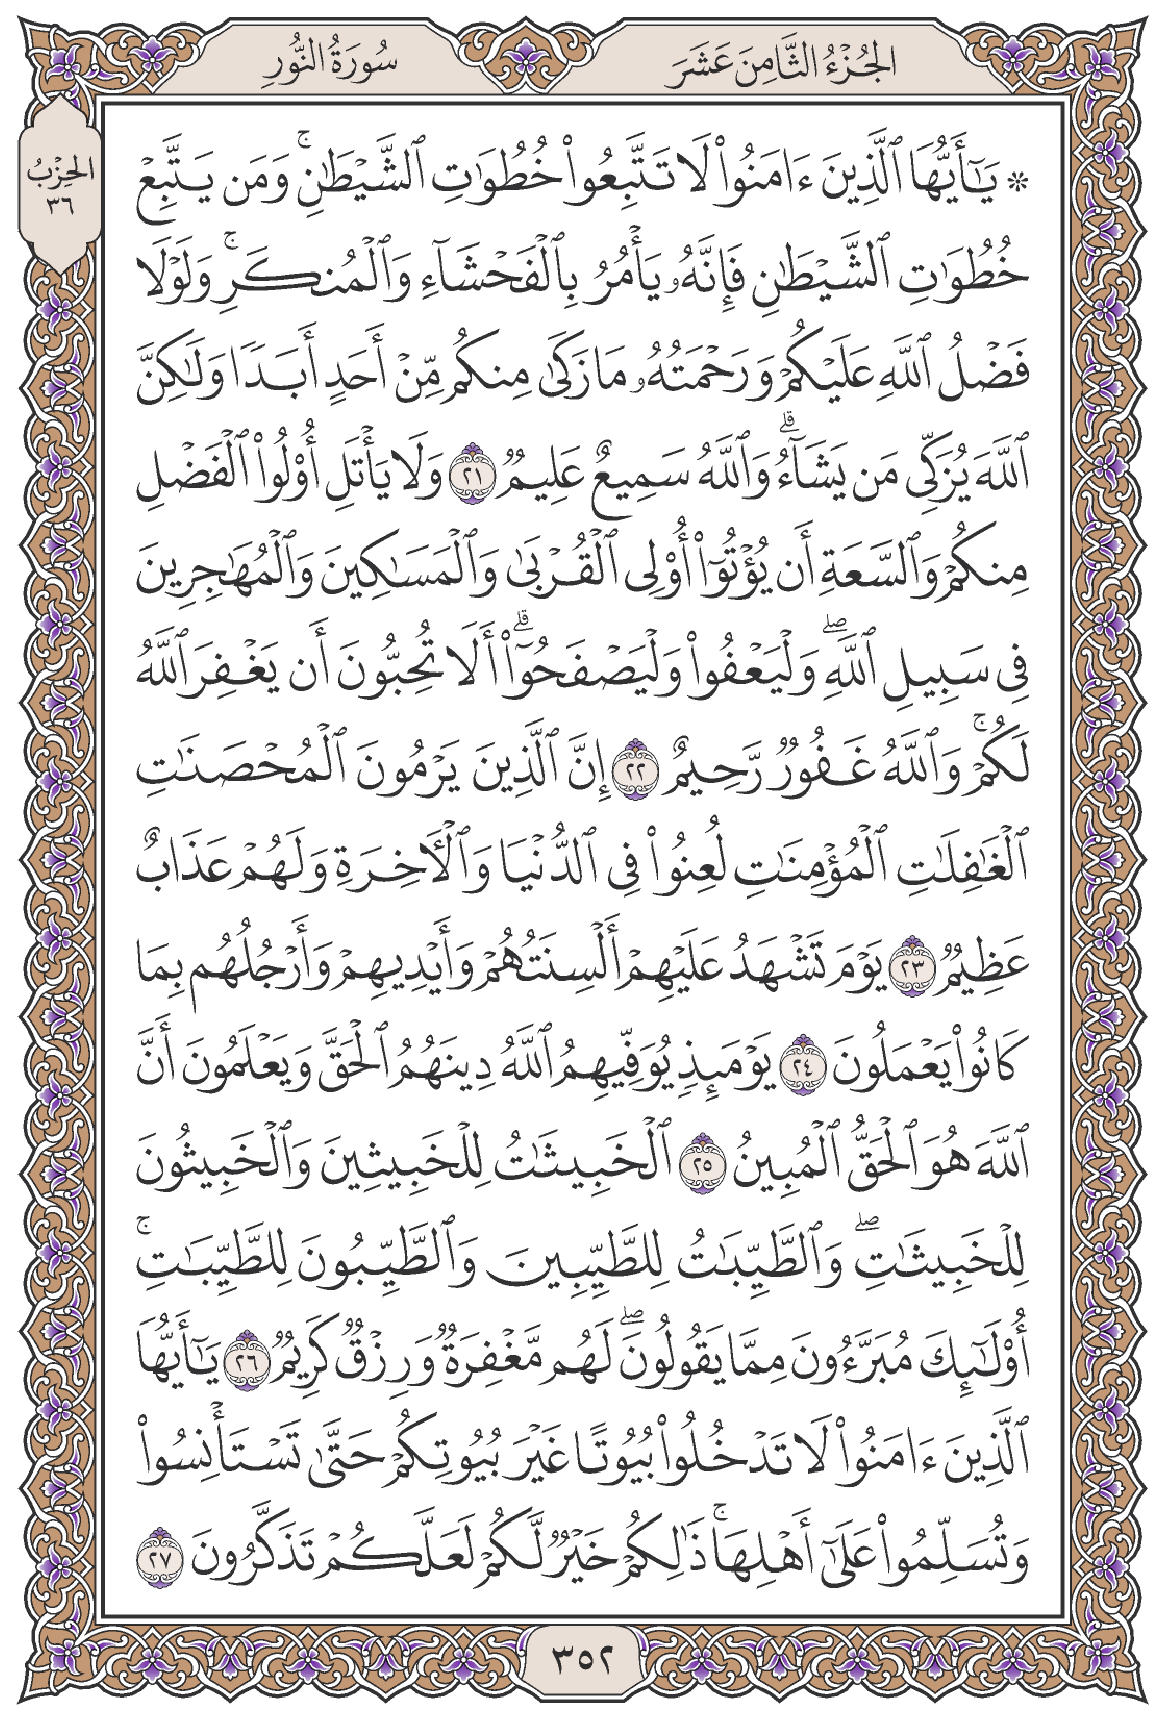 الجُزْءُ الثَّامِنَ عَشَرَ
سُورَةُ النُّورِ
الحِزْبُ
٣٦
۞ يَـٰٓأَيُّهَا ٱلَّذِينَ ءَامَنُوا۟ لَا تَتَّبِعُوا۟ خُطُوَٰتِ ٱلشَّيْطَـٰنِ ۚ وَمَن يَتَّبِعْ
خُطُوَٰتِ ٱلشَّيْطَـٰنِ فَإِنَّهُۥ يَأْمُرُ بِٱلْفَحْشَآءِ وَٱلْمُنكَرِ ۚ وَلَوْلَا
فَضْلُ ٱللَّهِ عَلَيْكُمْ وَرَحْمَتُهُۥ مَا زَكَىٰ مِنكُم مِّنْ أَحَدٍ أَبَدًا وَلَـٰكِنَّ
ٱللَّهَ يُزَكِّى مَن يَشَآءُ ۗ وَٱللَّهُ سَمِيعٌ عَلِيمٌ ٢١ وَلَا يَأْتَلِ أُو۟لُوا۟ ٱلْفَضْلِ
مِنكُمْ وَٱلسَّعَةِ أَن يُؤْتُوٓا۟ أُو۟لِى ٱلْقُرْبَىٰ وَٱلْمَسَـٰكِينَ وَٱلْمُهَـٰجِرِينَ
فِى سَبِيلِ ٱللَّهِ ۖ وَلْيَعْفُوا۟ وَلْيَصْفَحُوٓا۟ ۗ أَلَا تُحِبُّونَ أَن يَغْفِرَ ٱللَّهُ
لَكُمْ ۚ وَٱللَّهُ غَفُورٌ رَّحِيمٌ ٢٢ إِنَّ ٱلَّذِينَ يَرْمُونَ ٱلْمُحْصَنَـٰتِ
ٱلْغَـٰفِلَـٰتِ ٱلْمُؤْمِنَـٰتِ لُعِنُوا۟ فِى ٱلدُّنْيَا وَٱلْـَٔاخِرَةِ وَلَهُمْ عَذَابٌ
عَظِيمٌ ٢٣ يَوْمَ تَشْهَدُ عَلَيْهِمْ أَلْسِنَتُهُمْ وَأَيْدِيهِمْ وَأَرْجُلُهُم بِمَا
كَانُوا۟ يَعْمَلُونَ ٢٤ يَوْمَئِذٍ يُوَفِّيهِمُ ٱللَّهُ دِينَهُمُ ٱلْحَقَّ وَيَعْلَمُونَ أَنَّ
ٱللَّهَ هُوَ ٱلْحَقُّ ٱلْمُبِينُ ٢٥ ٱلْخَبِيثَـٰتُ لِلْخَبِيثِينَ وَٱلْخَبِيثُونَ
لِلْخَبِيثَـٰتِ ۖ وَٱلطَّيِّبَـٰتُ لِلطَّيِّبِينَ وَٱلطَّيِّبُونَ لِلطَّيِّبَـٰتِ ۚ
أُو۟لَـٰٓئِكَ مُبَرَّءُونَ مِمَّا يَقُولُونَ ۖ لَهُم مَّغْفِرَةٌ وَرِزْقٌ كَرِيمٌ ٢٦ يَـٰٓأَيُّهَا
ٱلَّذِينَ ءَامَنُوا۟ لَا تَدْخُلُوا۟ بُيُوتًا غَيْرَ بُيُوتِكُمْ حَتَّىٰ تَسْتَأْنِسُوا۟
وَتُسَلِّمُوا۟ عَلَىٰٓ أَهْلِهَا ۚ ذَٰلِكُمْ خَيْرٌ لَّكُمْ لَعَلَّكُمْ تَذَكَّرُونَ ٢٧
٣٥٢